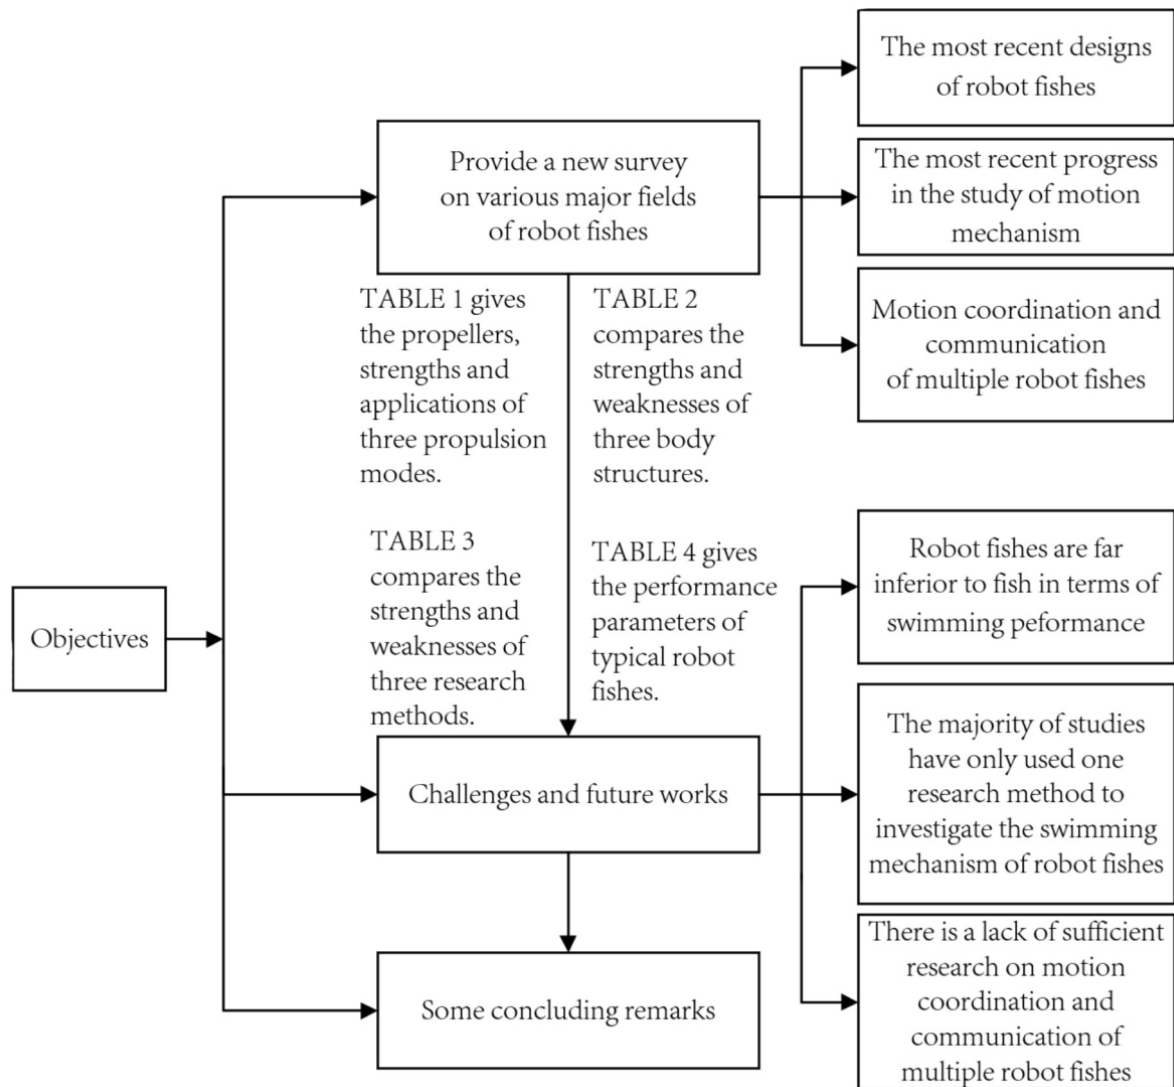 The most recent designs
of robot fishes
Provide a new survey
on various major fields
of robot fishes
The most recent progress
in the study of motion
mechanism
Motion coordination and
communication
of multiple robot fishes
TABLE 1 gives
the propellers,
strengths and
applications of
three propulsion
modes.
TABLE 2
compares the
strengths and
weaknesses of
three body
structures.
TABLE 3
compares the
strengths and
weaknesses of
three research
methods.
TABLE 4 gives
the performance
parameters of
typical robot
fishes.
Objectives
Robot fishes are far
inferior to fish in terms of
swimming peformance
Challenges and future works
The majority of studies
have only used one
research method to
investigate the swimming
mechanism of robot fishes
Some concluding remarks
There is a lack of sufficient
research on motion
coordination and
communication of
multiple robot fishes